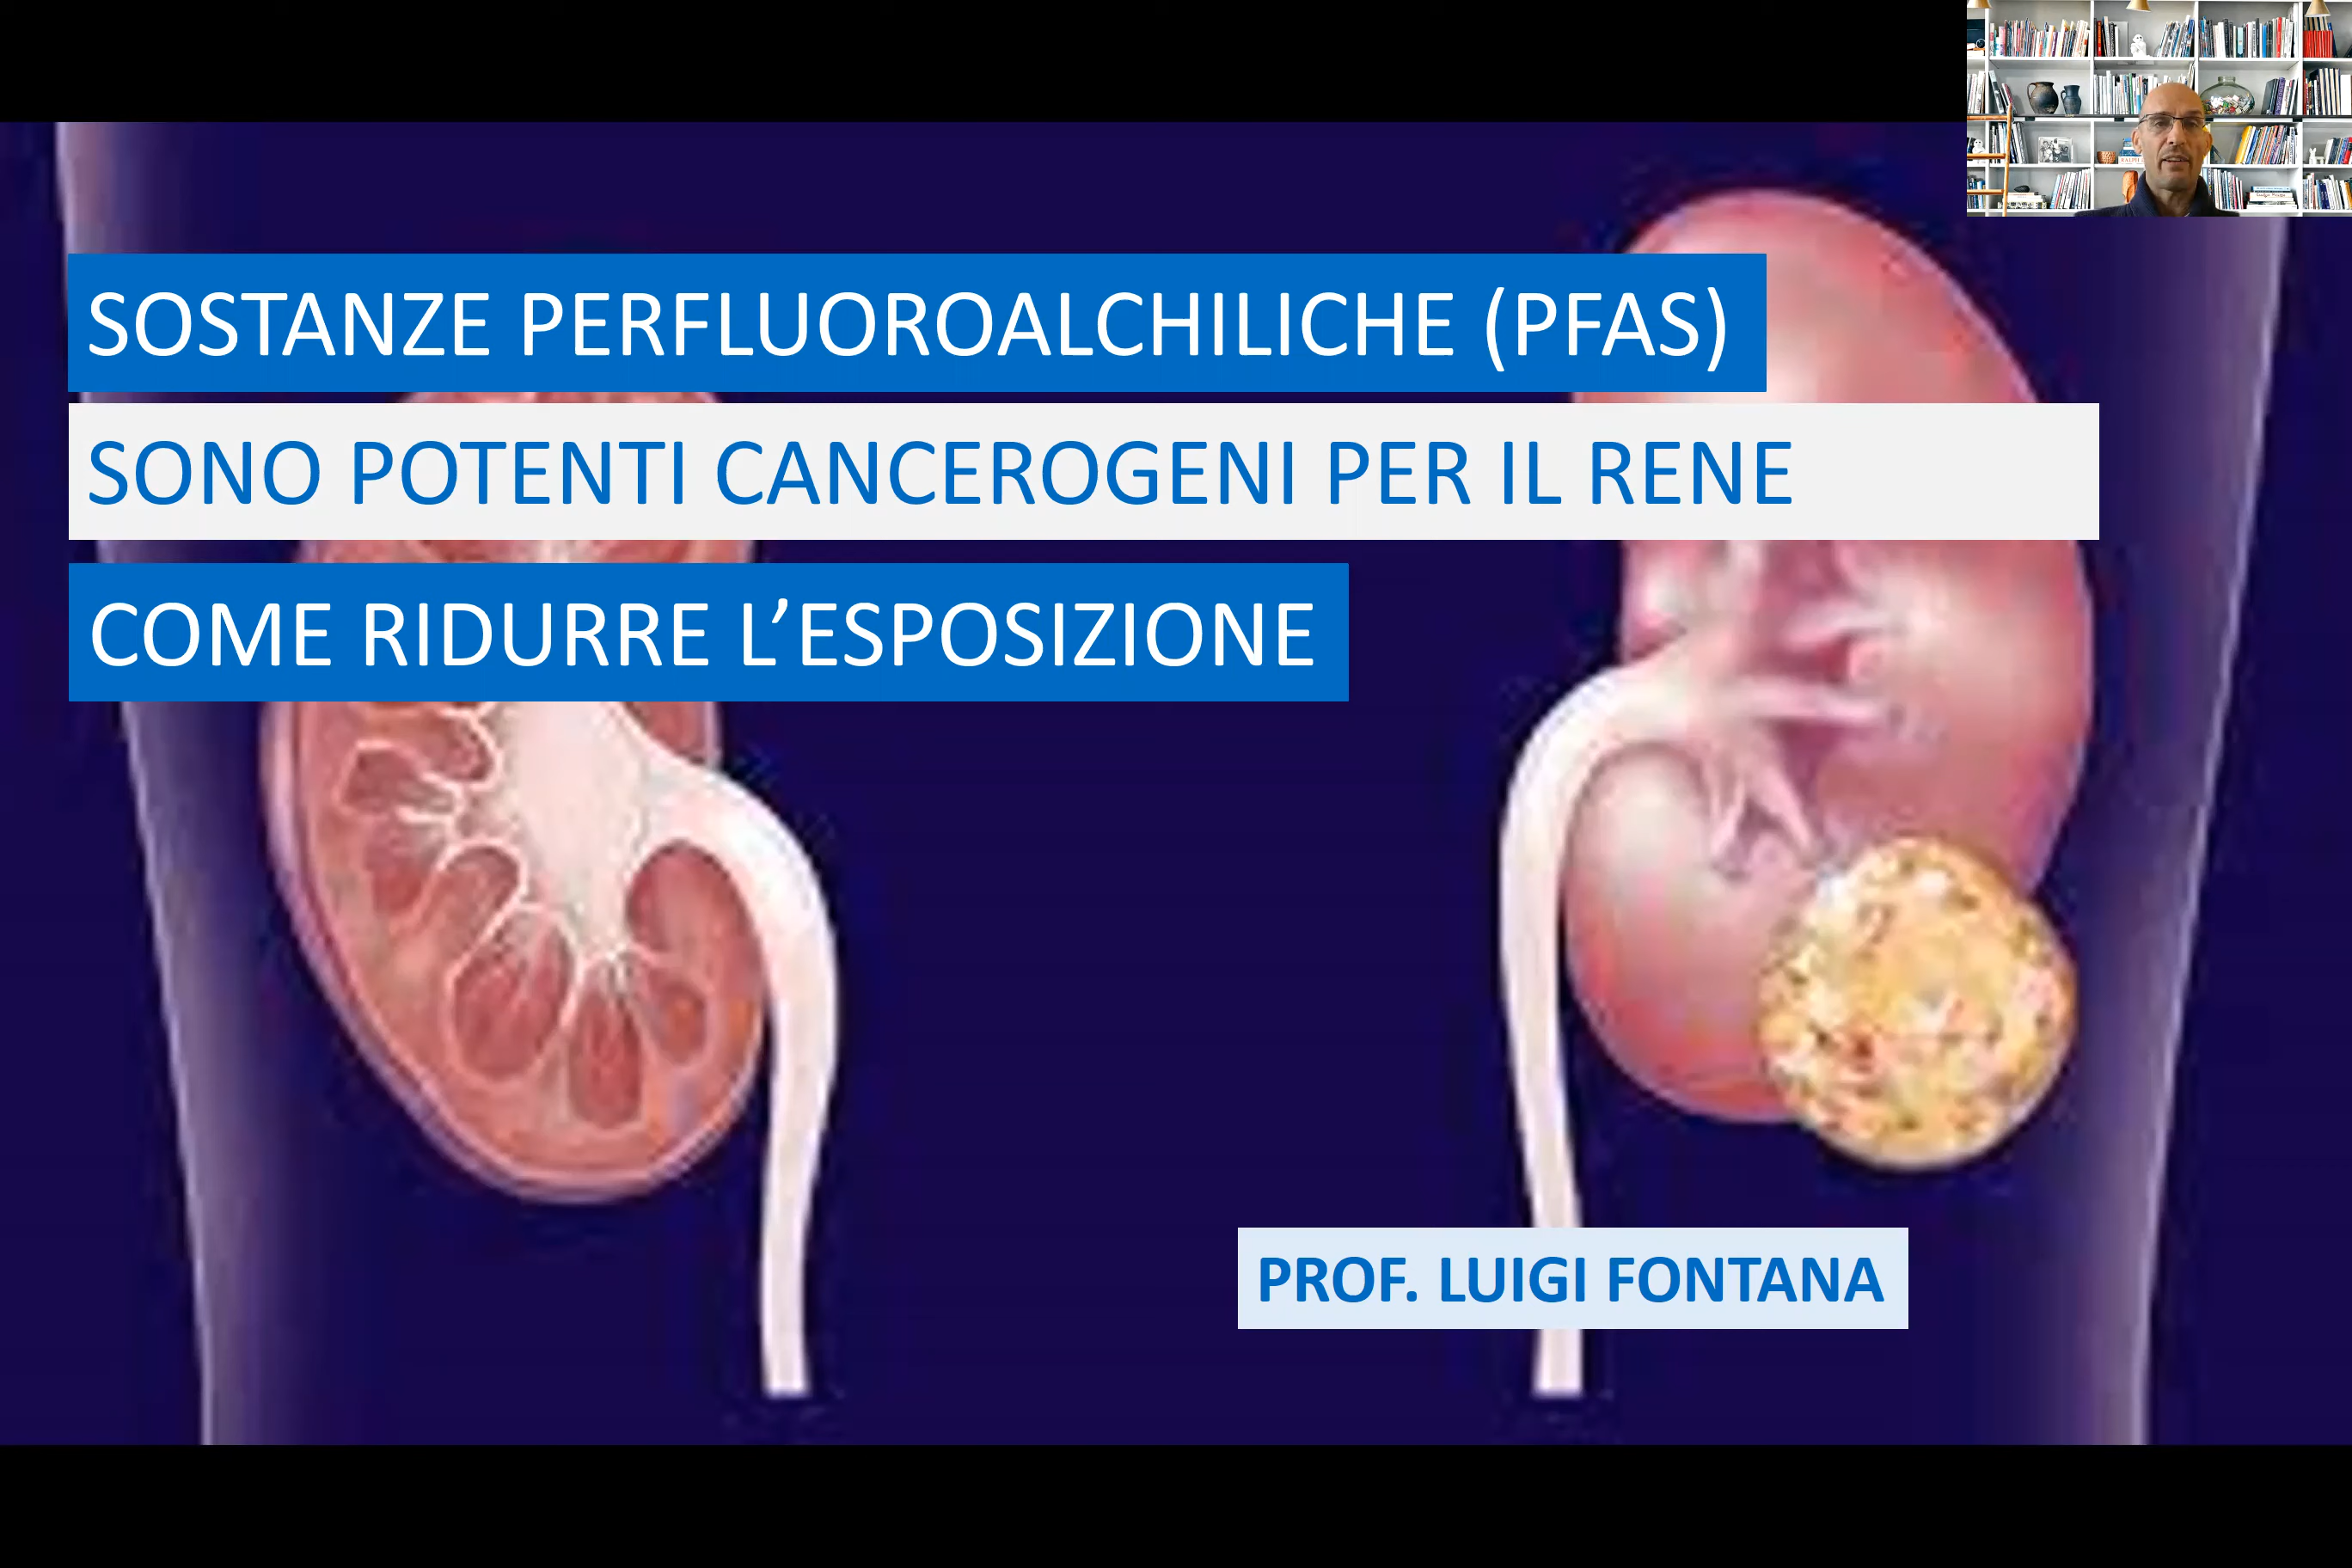 SOSTANZE PERFLUOROALCHILICHE (PFAS)
SONO POTENTI CANCEROGENI PER IL RENE
COME RIDURRE L’ESPOSIZIONE
PROF. LUIGI FONTANA